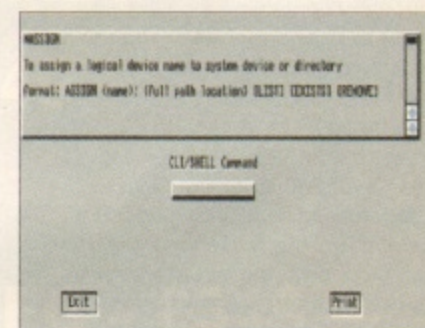 ASSIGN
To assign a logical device name to system device or directory
Format: ASSIGN (name): (full path location) [LIST] [EXISTS] [REMOVE]
CLI/SHELL Command
Exit
Print